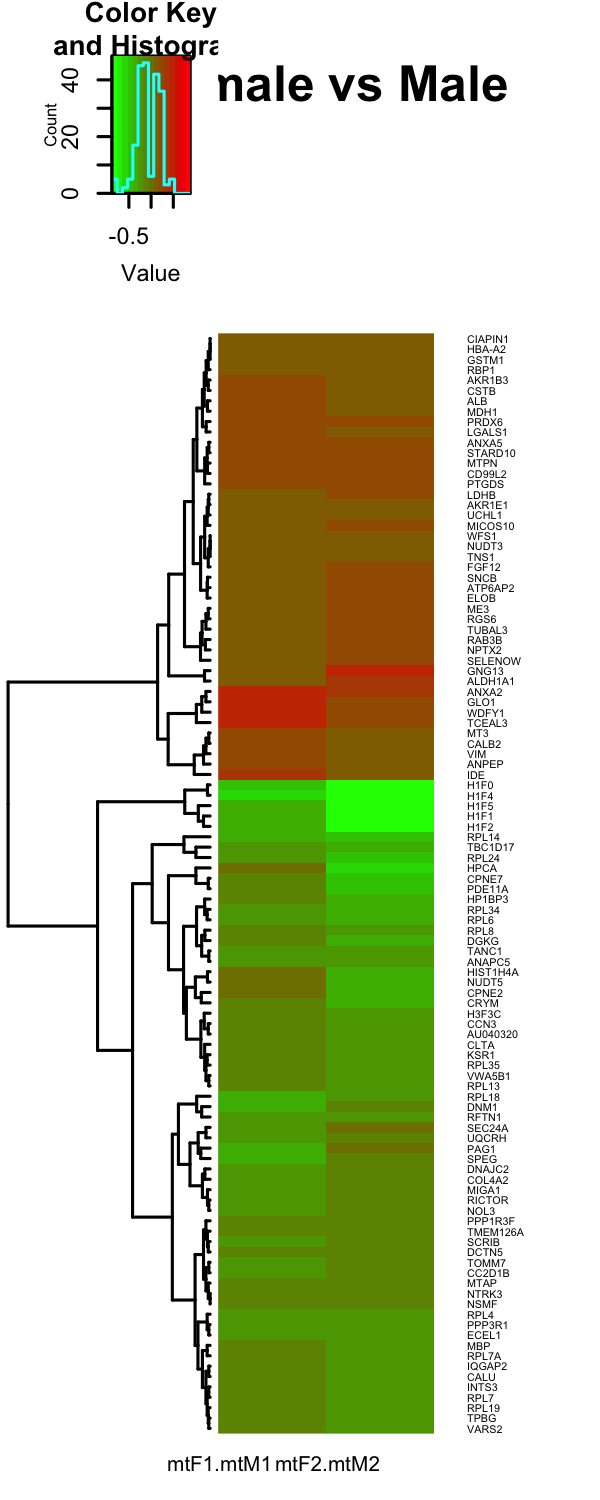 Color Key
and Histogra
male vs Male
Count
0
20
40
-0.5
Value
CIAPIN1
HBA-A2
GSTM1
RBP1
AKR1B3
CSTB
ALB
MDH1
PRDX6
LGALS1
ANXA5
STARD10
MTPN
CD99L2
PTGDS
LDHB
AKR1E1
UCHL1
MICOS10
WFS1
NUDT3
TNS1
FGF12
SNCB
ATP6AP2
ELOB
ME3
RGS6
TUBAL3
RAB3B
NPTX2
SELENOW
GNG13
ALDH1A1
ANXA2
GLO1
WDFY1
TCEAL3
MT3
CALB2
VIM
ANPEP
IDE
H1F0
H1F4
H1F5
H1F1
H1F2
RPL14
TBC1D17
RPL24
HPCA
CPNE7
PDE11A
HP1BP3
RPL34
RPL6
RPL8
DGKG
TANC1
ANAPC5
HIST1H4A
NUDT5
CPNE2
CRYM
H3F3C
CCN3
AU040320
CLTA
KSR1
RPL35
VWA5B1
RPL13
RPL18
DNM1
RFTN1
SEC24A
UQCRH
PAG1
SPEG
DNAJC2
COL4A2
MIGA1
RICTOR
NOL3
PPP1R3F
TMEM126A
SCRIB
DCTN5
TOMM7
CC2D1B
MTAP
NTRK3
NSMF
RPL4
PPP3R1
ECEL1
MBP
RPL7A
IQGAP2
CALU
INTS3
RPL7
RPL19
TPBG
VARS2
mtF1.mtM1 mtF2.mtM2